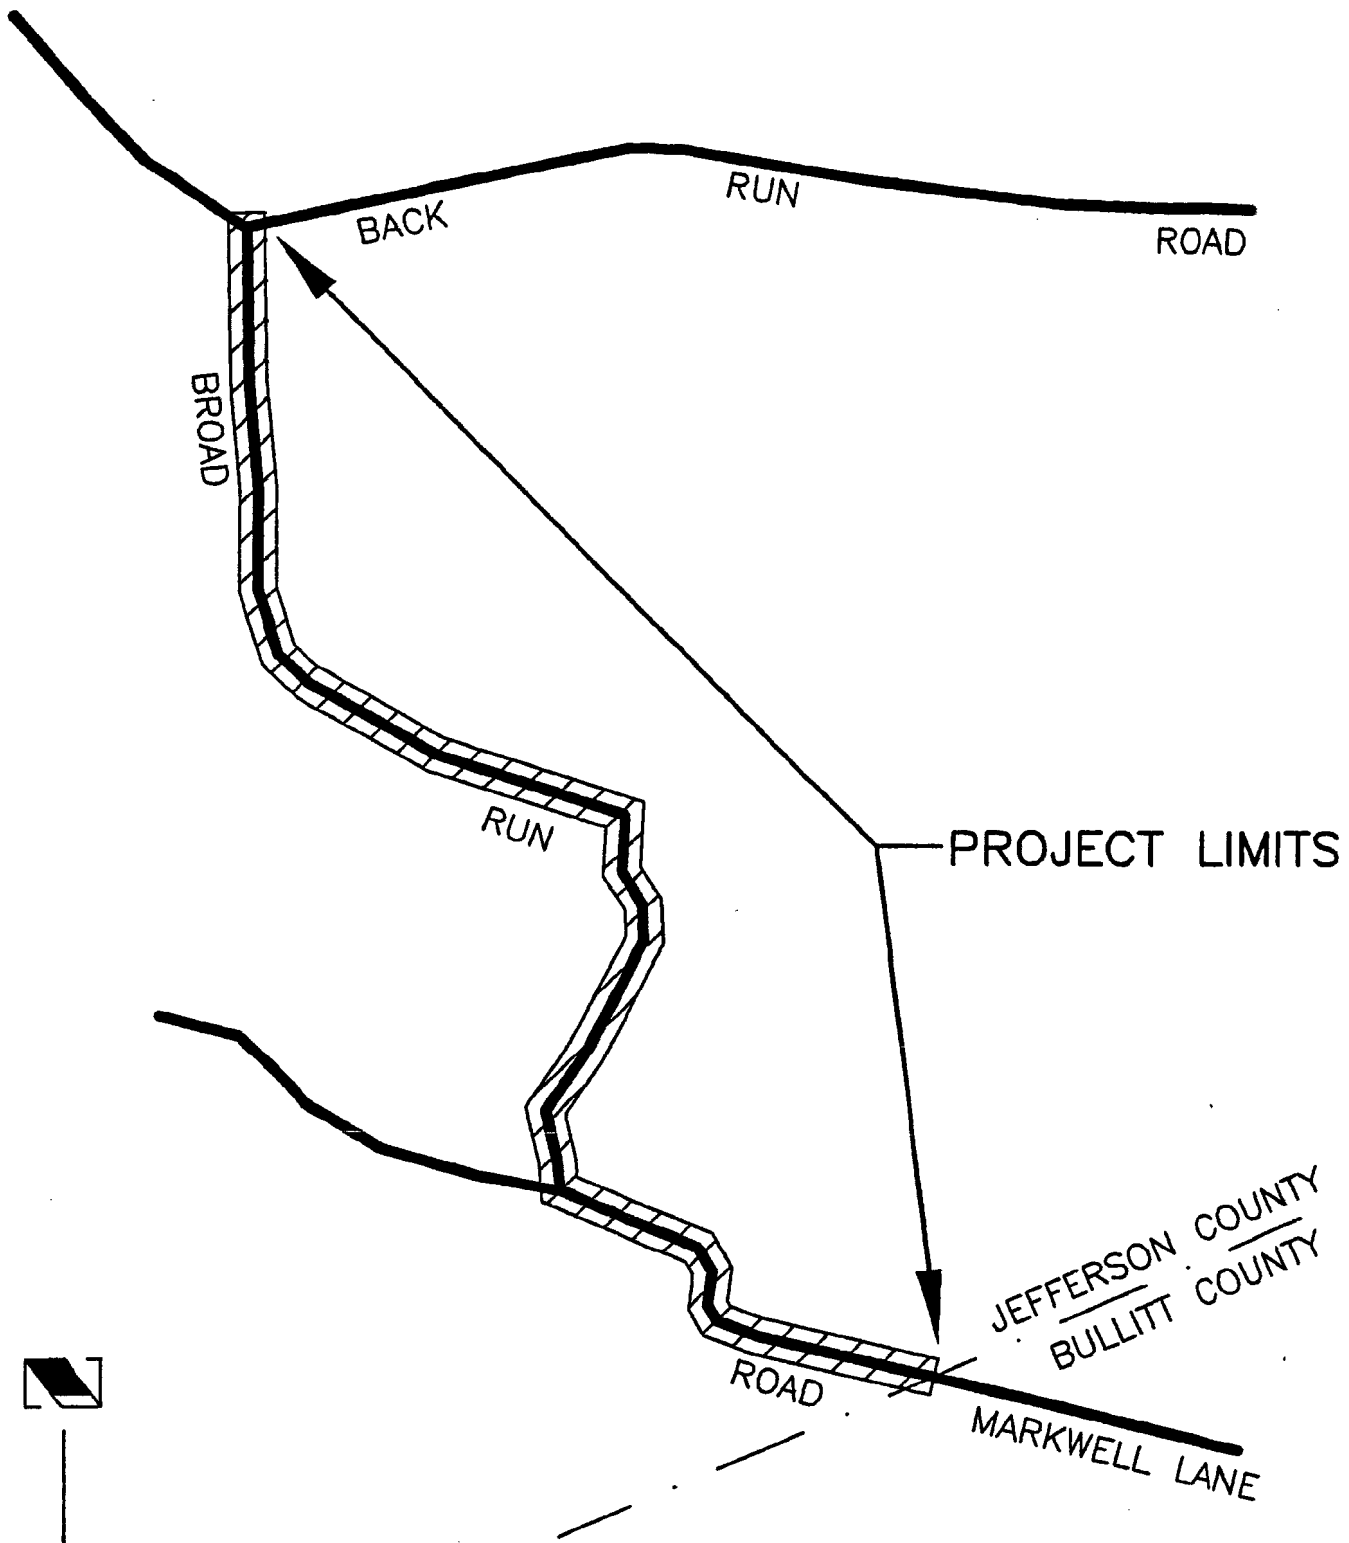 BACK RUN ROAD
BROAD RUN ROAD
PROJECT LIMITS
JEFFERSON COUNTY
BULLITT COUNTY
MARKWELL LANE
N